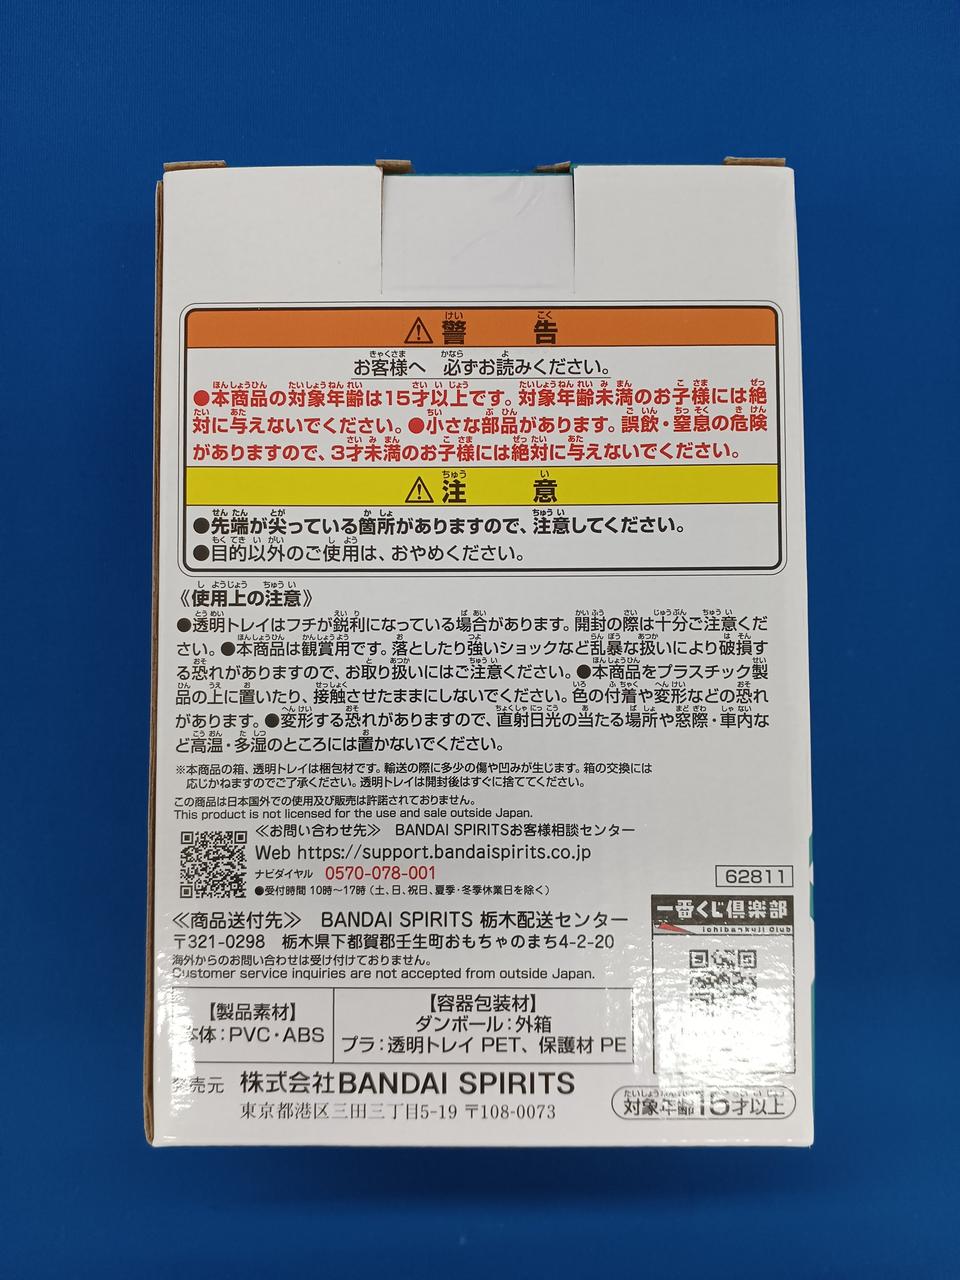 ⚠警告
お客様へ 必ずお読みください。
●本商品の対象年齢は15才以上です。対象年齢未満のお子様には絶
対に与えないでください。●小さな部品があります。誤飲・窒息の危険
がありますので、3才未満のお子様には絶対に与えないでください。
⚠注意
●先端が尖っている箇所がありますので、注意してください。
●目的以外のご使用は、おやめください。
《使用上の注意》
●透明トレイはフチが鋭利になっている場合があります。開封の際は十分ご注意くだ
さい。●本商品は観賞用です。落としたり強いショックなど乱暴な扱いにより破損す
る恐れがありますので、お取り扱いにはご注意ください。●本商品をプラスチック製
品の上に置いたり、接触させたままにしないでください。色の付着や変形などの恐れ
があります。●変形する恐れがありますので、直射日光の当たる場所や窓際・車内な
ど高温・多湿のところには置かないでください。
※本商品の箱、透明トレイは梱包材です。輸送の際に多少の傷や凹みが生じます。箱の交換には
応じかねますのでご了承ください。透明トレイは開封後はすぐに捨ててください。
この商品は日本国外での使用及び販売は許諾されておりません。
This product is not licensed for the use and sale outside Japan.
≪お問い合わせ先≫ BANDAI SPIRITSお客様相談センター
Web https://support.bandaispirits.co.jp
ナビダイヤル 0570-078-001
●受付時間 10時〜17時(土、日、祝日、夏季・冬季休業日を除く)
62811
一番くじ倶楽部
ichibankuji Club
≪商品送付先≫ BANDAI SPIRITS 栃木配送センター
〒321-0298 栃木県下都賀郡壬生町おもちゃのまち4-2-20
海外からのお問い合わせは受け付けておりません。
Customer service inquiries are not accepted from outside Japan.
【製品素材】
本体：PVC・ABS
【容器包装材】
ダンボール：外箱
プラ：透明トレイ PET、保護材 PE
発売元 株式会社BANDAI SPIRITS
東京都港区三田三丁目5-19 〒108-0073
対象年齢15才以上